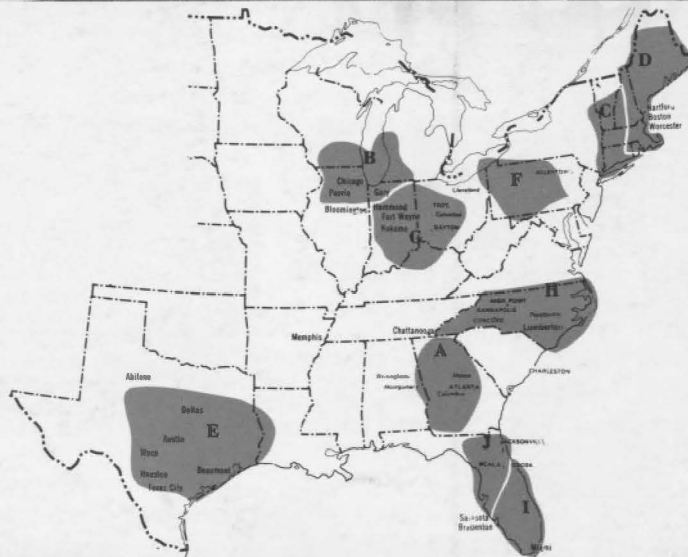 D
Hartford
Boston
Worcester
C
B
Chicago
Peoria
Gary
Bloomington
Hammond
Fort Wayne
Kokomo
G
TROY
Columbus
DAYTON
Cleveland
F
ALLENTOWN
H
HIGH POINT
KANNAPOLIS
CONCORD
Lumberton
Memphis
Chattanooga
A
Birmingham
Montgomery
Macon
ATLANTA
Columbus
CHARLESTON
Abilene
Dallas
E
Austin
Waco
Houston
Beaumont
Texas City
J
JACKSONVILLE
OCALA
Sarasota
Bradenton
I
Miami